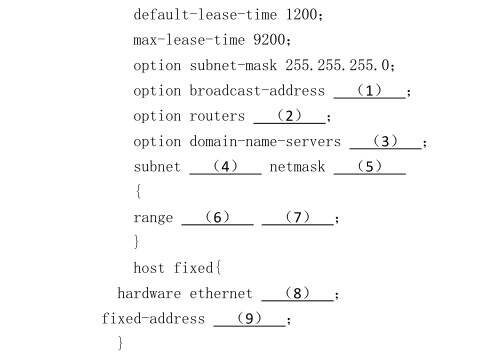 default-lease-time 1200;
max-lease-time 9200;
option subnet-mask 255.255.255.0;
option broadcast-address （1）;
option routers （2）;
option domain-name-servers （3）;
subnet （4） netmask （5）
{
range （6） （7）;
}
host fixed{
hardware ethernet （8）;
fixed-address （9）;
}